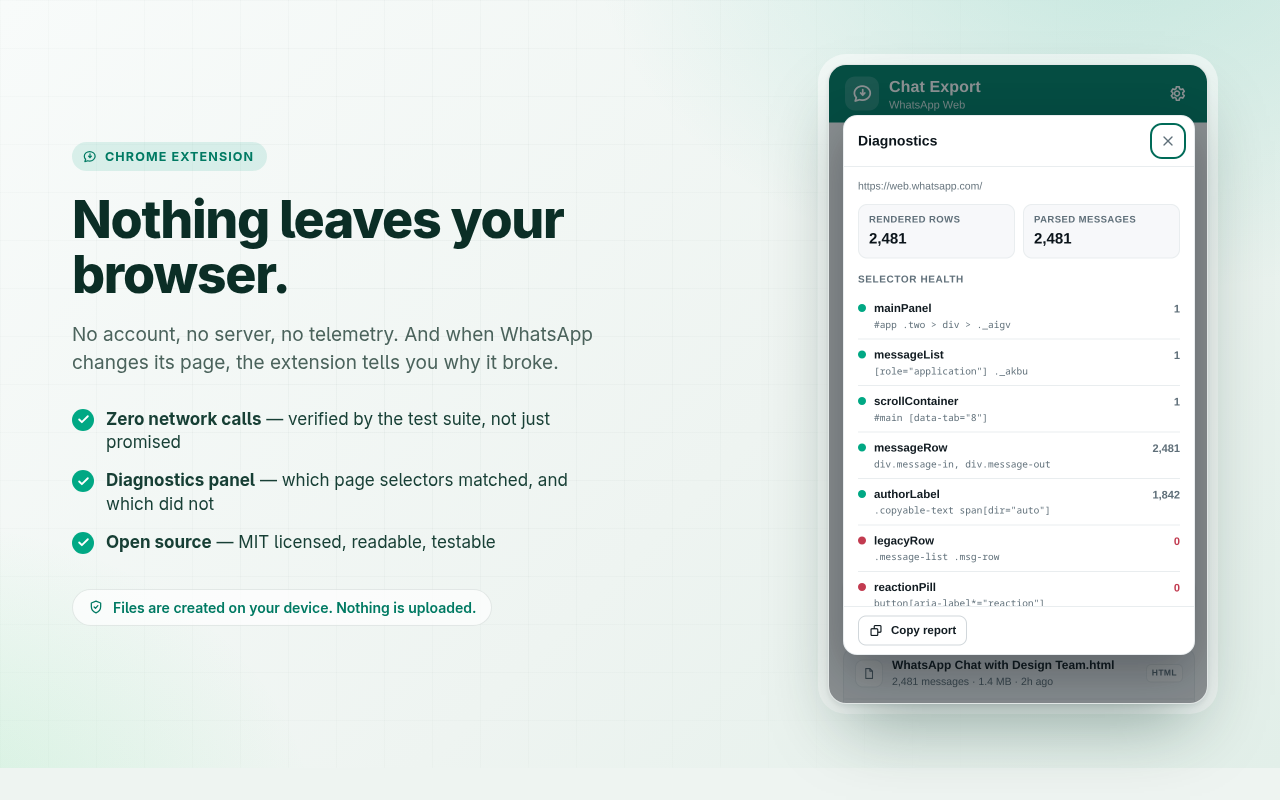 CHROME EXTENSION
Nothing leaves your
browser.
No account, no server, no telemetry. And when WhatsApp
changes its page, the extension tells you why it broke.
Zero network calls — verified by the test suite, not just
promised
Diagnostics panel — which page selectors matched, and
which did not
Open source — MIT licensed, readable, testable
Files are created on your device. Nothing is uploaded.
Chat Export
WhatsApp Web
Diagnostics
https://web.whatsapp.com/
RENDERED ROWS
2,481
PARSED MESSAGES
2,481
SELECTOR HEALTH
mainPanel 1
#app .two > div > ._aigv
messageList 1
[role="application"] ._akbu
scrollContainer 1
#main [data-tab="8"]
messageRow 2,481
div.message-in, div.message-out
authorLabel 1,842
.copyable-text span[dir="auto"]
legacyRow 0
.message-list .msg-row
reactionPill 0
button[aria-label*="reaction"]
Copy report
WhatsApp Chat with Design Team.html
2,481 messages · 1.4 MB · 2h ago
HTML